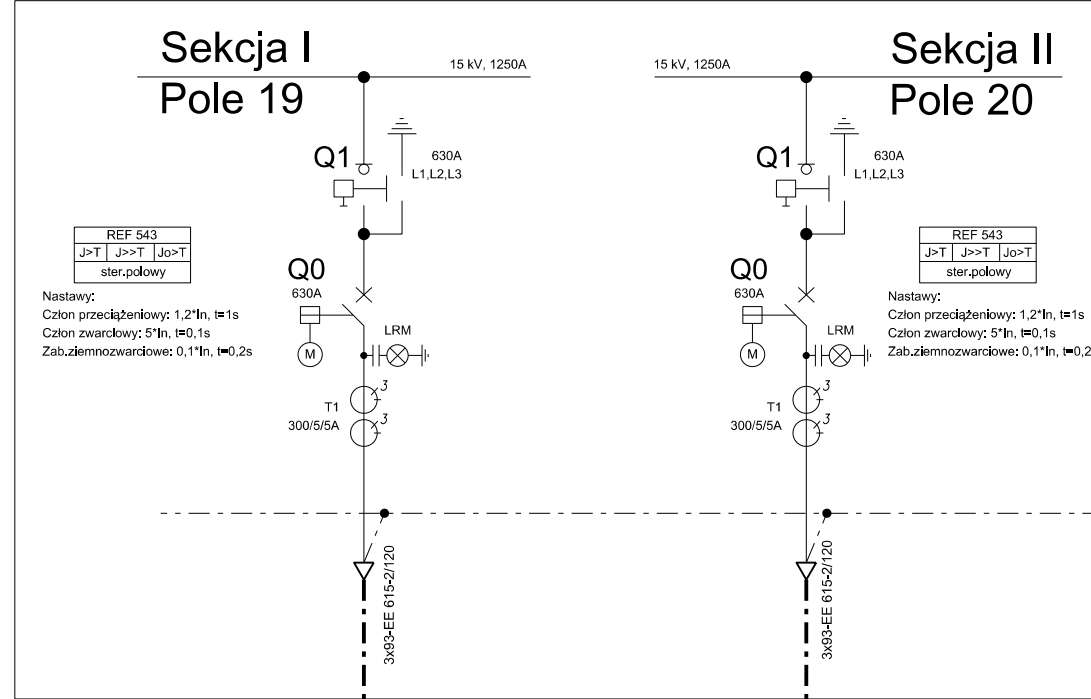 Sekcja I
15 kV, 1250A
Pole 19
Q1
630A
L1,L2,L3
REF 543
J>T J>>T Jo>T
ster.polowy
Nastawy:
Człon przeciążeniowy: 1,2*In, t=1s
Człon zwarciowy: 5*In, t=0,1s
Zab.ziemnozwarciowe: 0,1*In, t=0,2s
Q0
630A
M
LRM
3
T1
300/5/5A
3
3x93-EE 615-2/120
15 kV, 1250A
Sekcja II
Pole 20
Q1
630A
L1,L2,L3
Q0
630A
M
LRM
3
T1
300/5/5A
3
REF 543
J>T J>>T Jo>T
ster.polowy
Nastawy:
Człon przeciążeniowy: 1,2*In, t=1s
Człon zwarciowy: 5*In, t=0,1s
Zab.ziemnozwarciowe: 0,1*In, t=0,2
3x93-EE 615-2/120